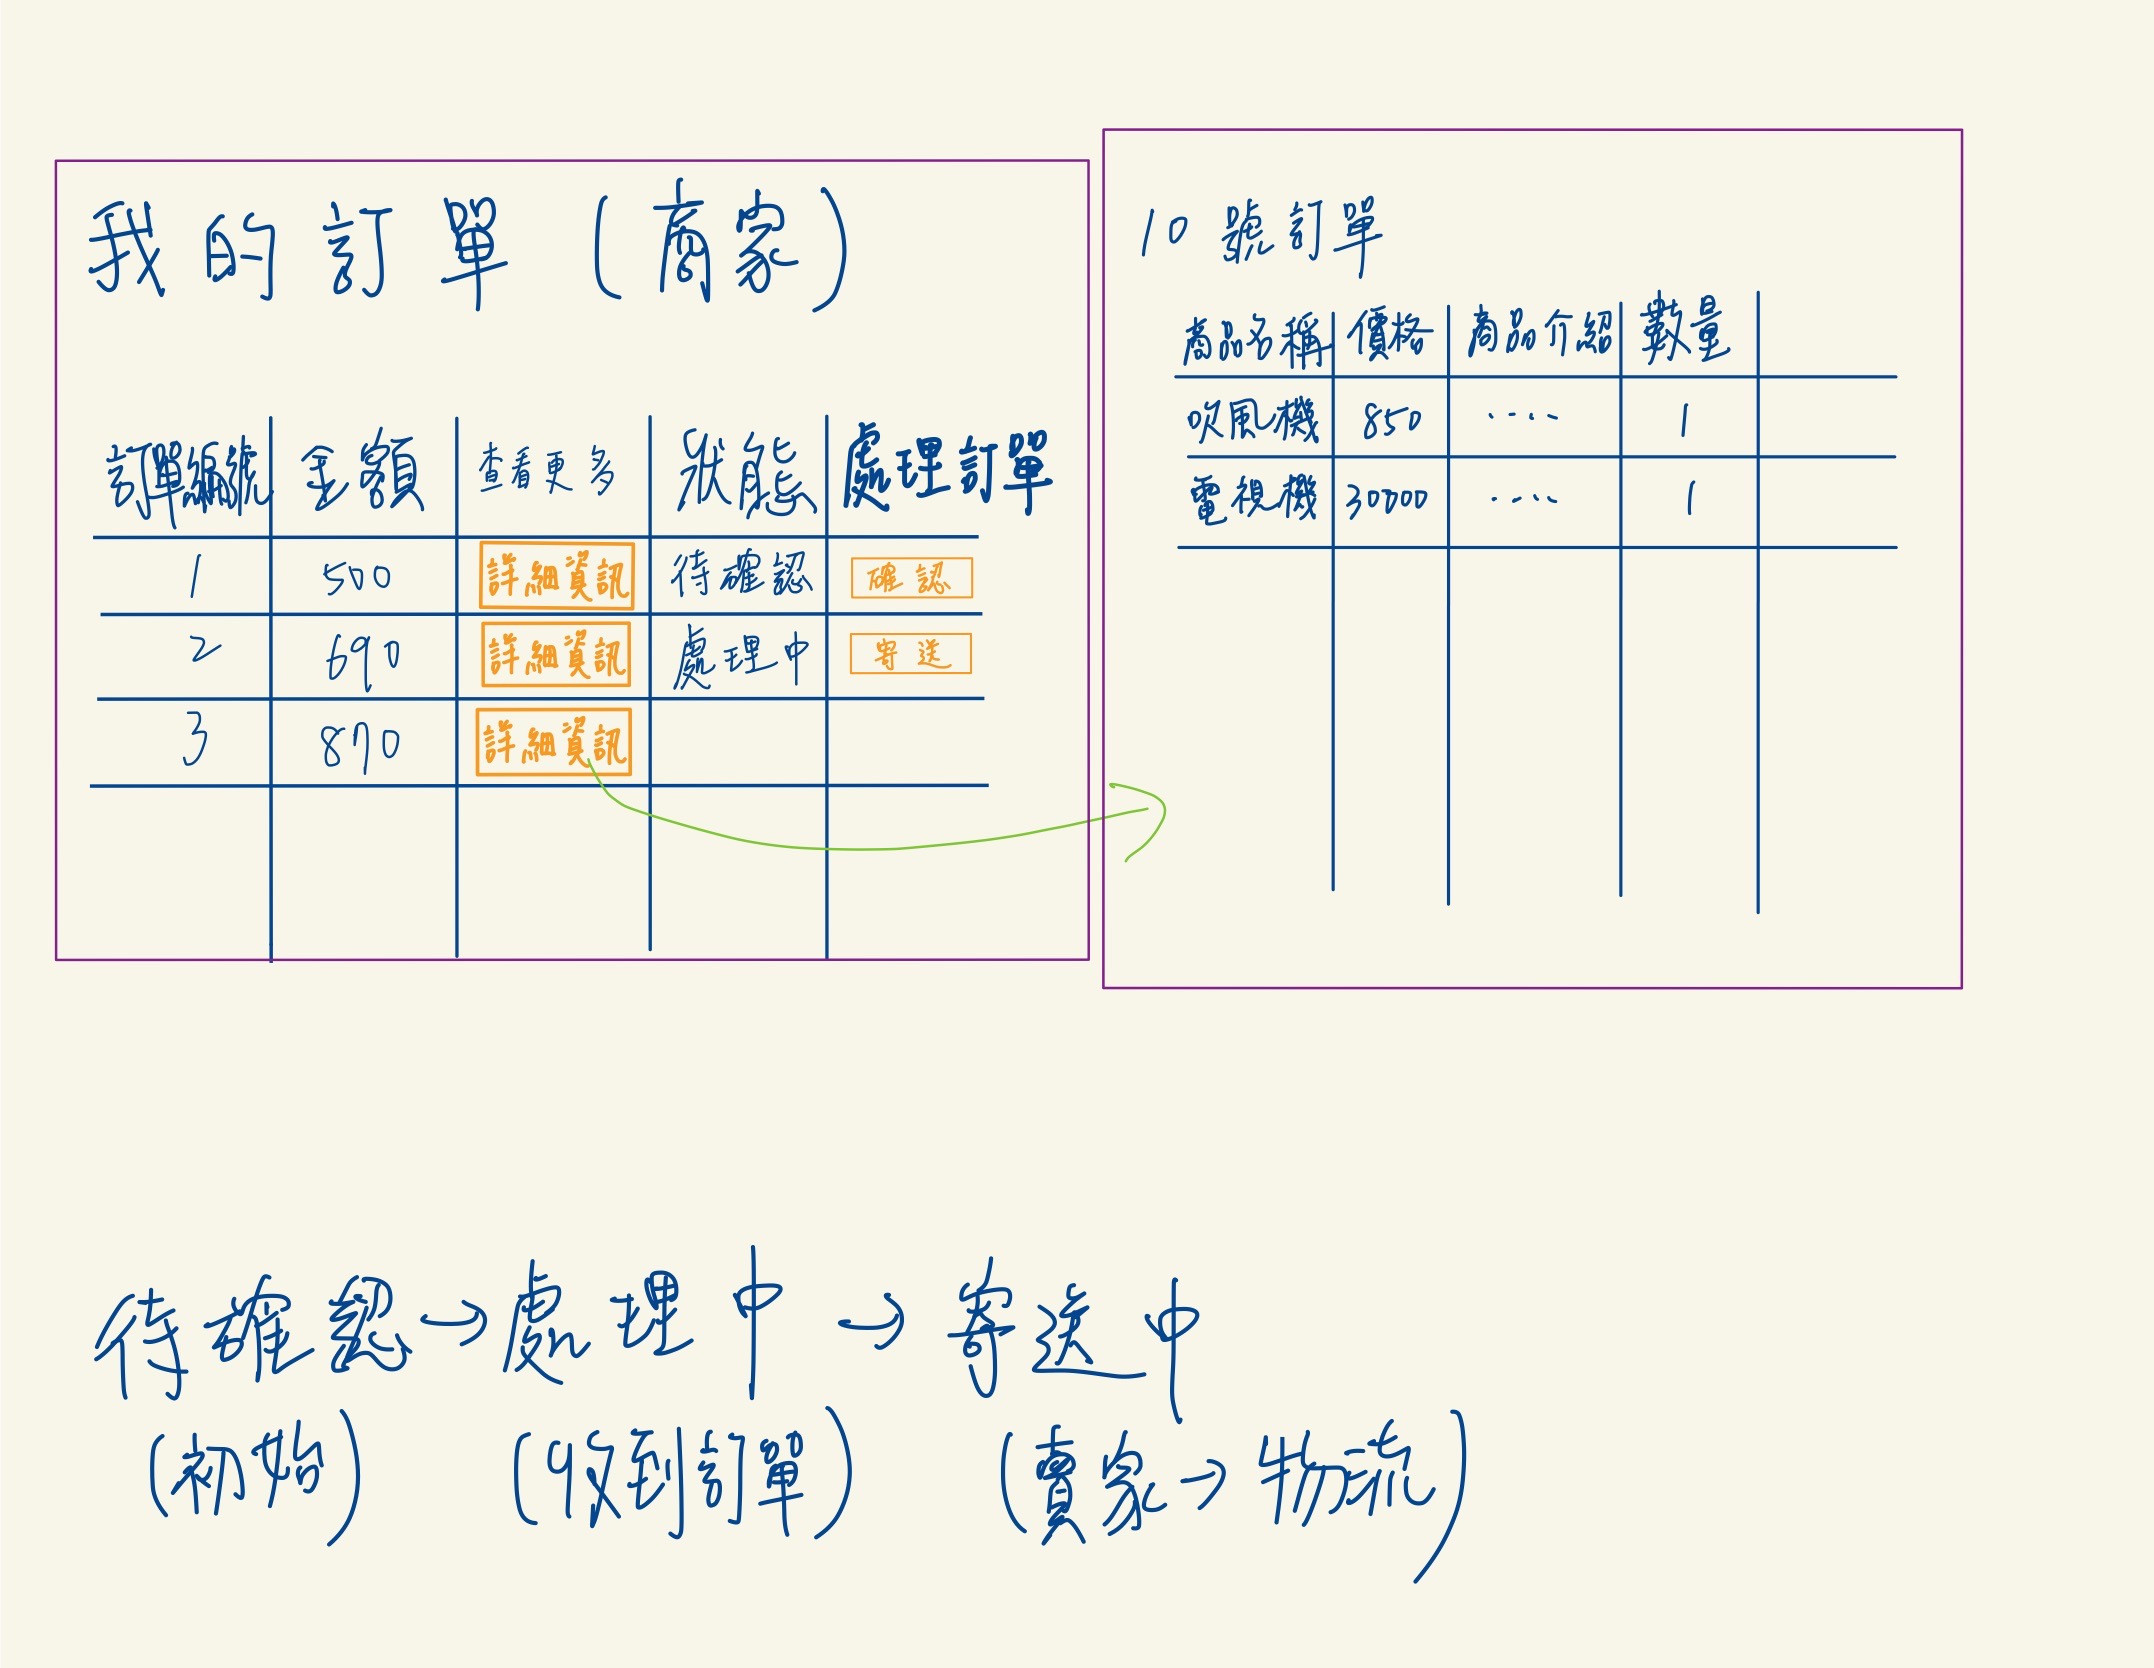 我的訂單(商家)
訂單編號 金額 查看更多 狀態 處理訂單
1 500 詳細資訊 待確認 確認
2 690 詳細資訊 處理中 寄送
3 870 詳細資訊
10號訂單
商品名稱 價格 商品介紹 數量
吹風機 850 ···· 1
電視機 30000 ···· 1
待確認→處理中→寄送中
(初始) (收到訂單) (賣家→物流)